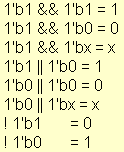 1'b1 && 1'b1 = 1
1'b1 && 1'b0 = 0
1'b1 && 1'bx = x
1'b1 || 1'b0 = 1
1'b0 || 1'b0 = 0
1'b0 || 1'bx = x
! 1'b1 = 0
! 1'b0 = 1